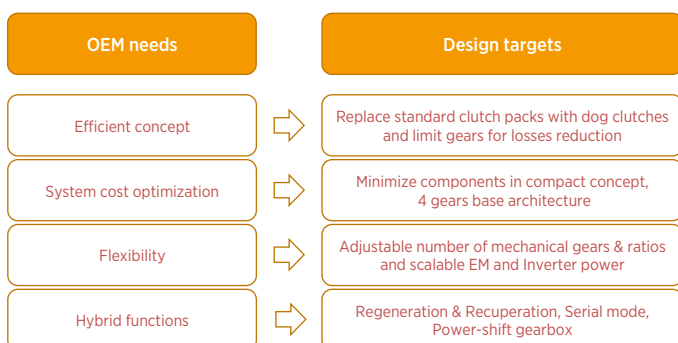 OEM needs
Design targets
Efficient concept
Replace standard clutch packs with dog clutches
and limit gears for losses reduction
System cost optimization
Minimize components in compact concept,
4 gears base architecture
Flexibility
Adjustable number of mechanical gears & ratios
and scalable EM and Inverter power
Hybrid functions
Regeneration & Recuperation, Serial mode,
Power-shift gearbox